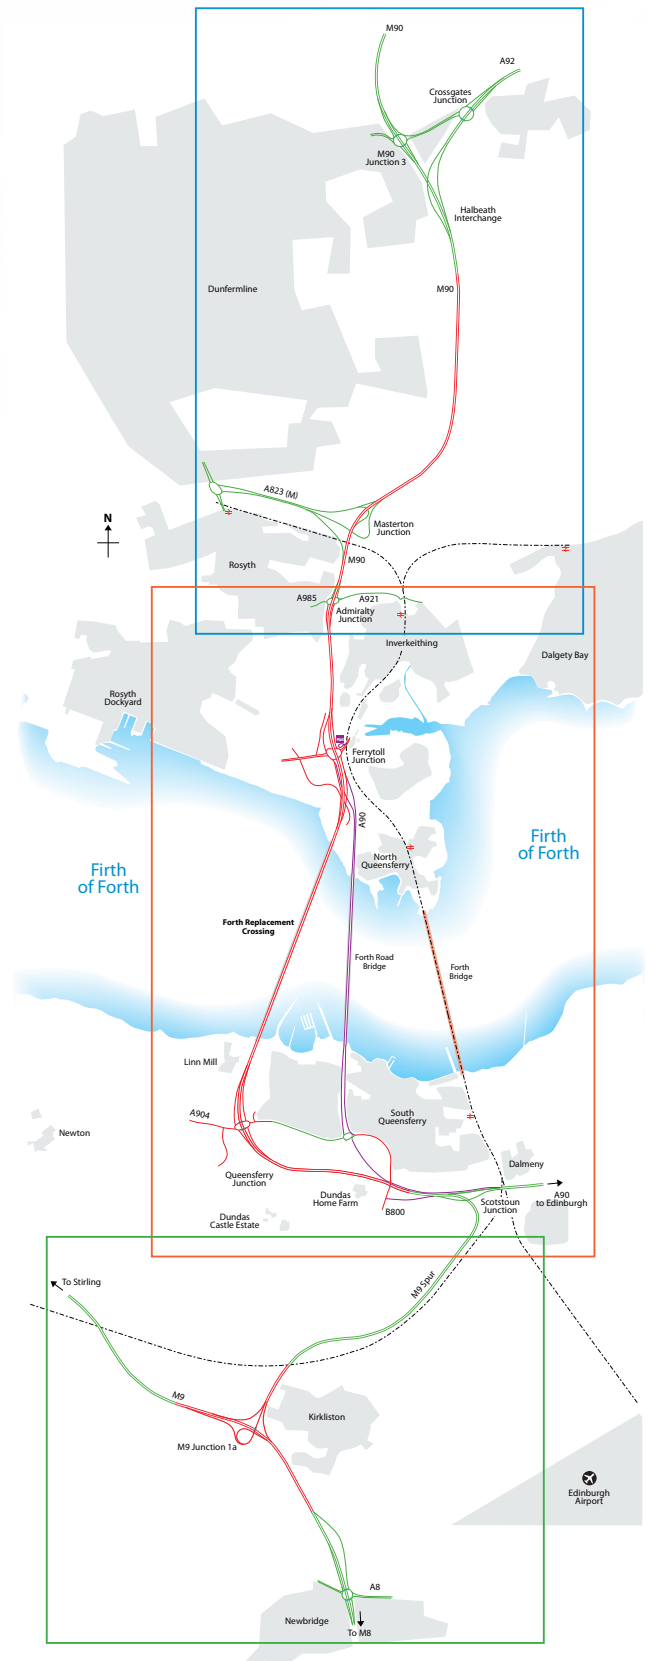 M90
A92
Crossgates
Junction
M90
Junction 3
Halbeath
Interchange
Dunfermline
M90
A823 (M)
N
Masterton
Junction
M90
Rosyth
A985
A921
Admiralty
Junction
Inverkeithing
Dalgety Bay
Rosyth
Dockyard
Ferrytoll
Junction
A90
North
Queensferry
Firth
of Forth
Firth
of Forth
Forth Replacement
Crossing
Forth Road
Bridge
Forth
Bridge
Linn Mill
A904
South
Queensferry
Newton
Dalmeny
Queensferry
Junction
Dundas
Home Farm
A90
to Edinburgh
Scotstoun
Junction
B800
Dundas
Castle Estate
To Stirling
M9 Spur
M9
Kirkliston
M9 Junction 1a
Edinburgh
Airport
A8
Newbridge
To M8